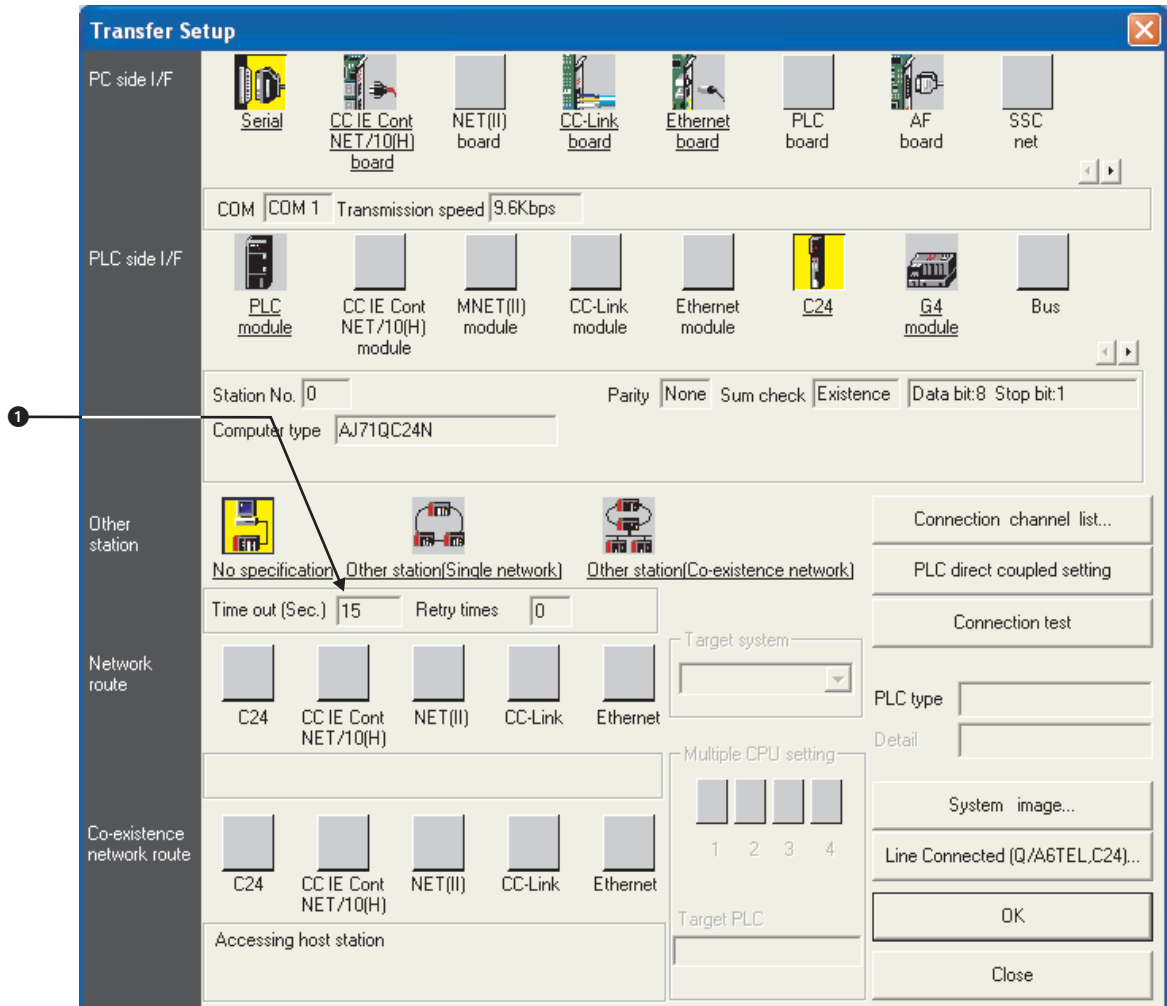 Transfer Setup
PC side I/F
Serial
CC IE Cont
NET/10(H)
board
NET(II)
board
CC-Link
board
Ethernet
board
PLC
board
AF
board
SSC
net
COM COM 1 Transmission speed 9.6Kbps
PLC side I/F
PLC
module
CC IE Cont
NET/10(H)
module
MNET(II)
module
CC-Link
module
Ethernet
module
C24
G4
module
Bus
Station No. 0 Parity None Sum check Existence Data bit:8 Stop bit:1
1
Computer type AJ71QC24N
Other
station
No specification
Other station(Single network)
Other station(Co-existence network)
Time out (Sec.) 15 Retry times 0
Connection channel list...
PLC direct coupled setting
Connection test
Network
route
C24
CC IE Cont
NET/10(H)
NET(II)
CC-Link
Ethernet
Target system
PLC type
Detail
Multiple CPU setting
1 2 3 4
Target PLC
System image...
Line Connected (Q/A6TEL,C24)...
Co-existence
network route
C24
CC IE Cont
NET/10(H)
NET(II)
CC-Link
Ethernet
Accessing host station
OK
Close